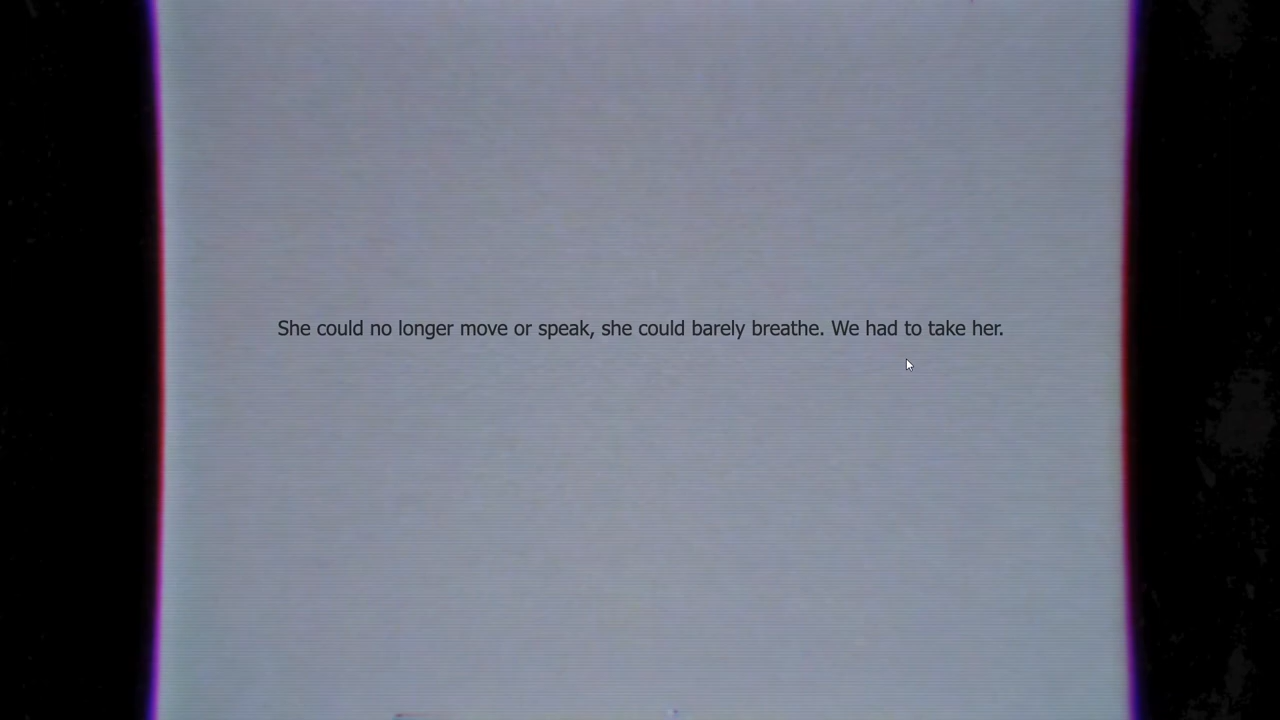 She could no longer move or speak, she could barely breathe. We had to take her.